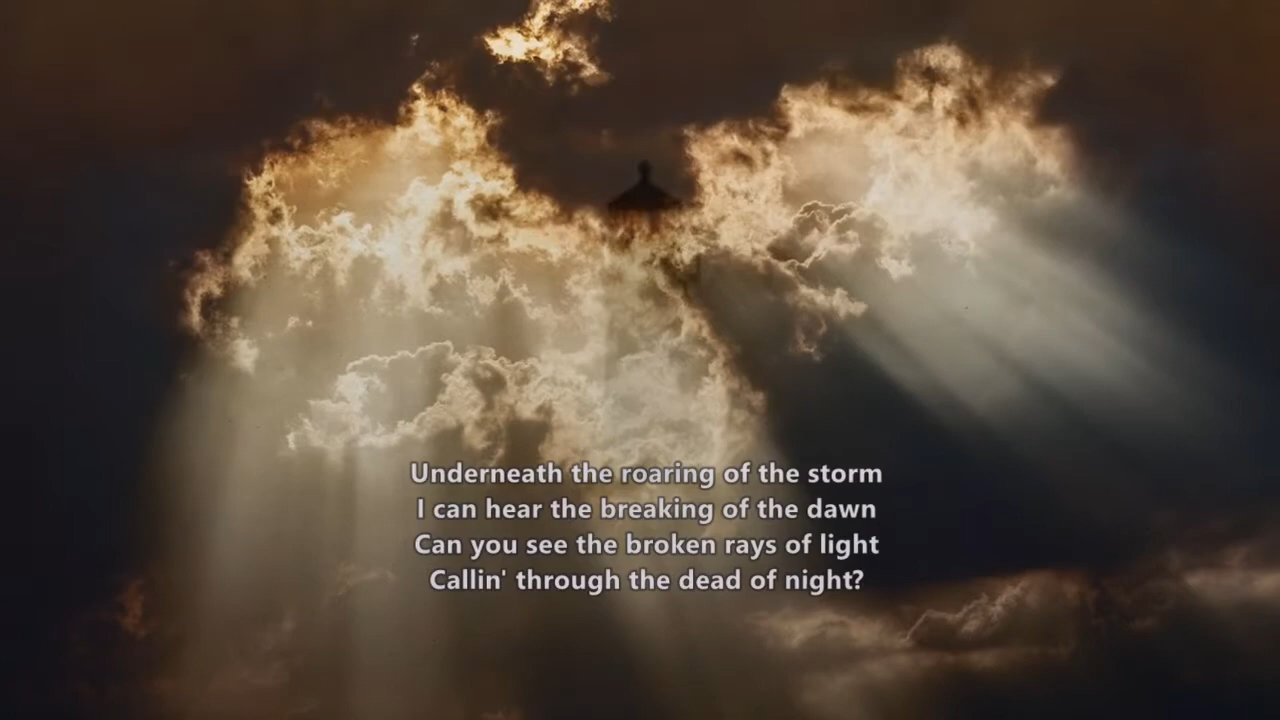 Underneath the roaring of the storm
I can hear the breaking of the dawn
Can you see the broken rays of light
Callin' through the dead of night?